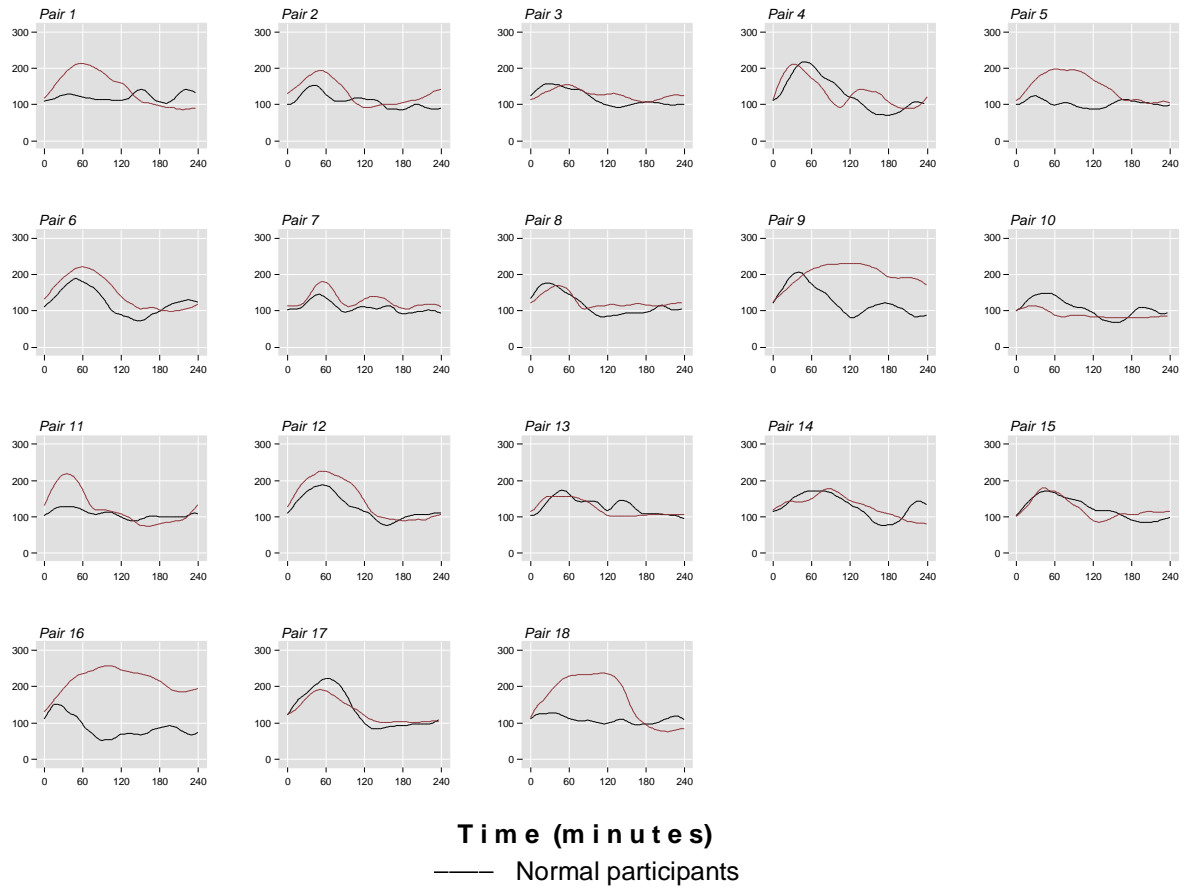 Pair 1 Pair 2 Pair 3 Pair 4 Pair 5
300 300 300 300 300
200 200 200 200 200
100 100 100 100 100
0 0 0 0 0
0 60 120 180 240 0 60 120 180 240 0 60 120 180 240 0 60 120 180 240 0 60 120 180 240
Pair 6 Pair 7 Pair 8 Pair 9 Pair 10
300 300 300 300 300
200 200 200 200 200
100 100 100 100 100
0 0 0 0 0
0 60 120 180 240 0 60 120 180 240 0 60 120 180 240 0 60 120 180 240 0 60 120 180 240
Pair 11 Pair 12 Pair 13 Pair 14 Pair 15
300 300 300 300 300
200 200 200 200 200
100 100 100 100 100
0 0 0 0 0
0 60 120 180 240 0 60 120 180 240 0 60 120 180 240 0 60 120 180 240 0 60 120 180 240
Pair 16 Pair 17 Pair 18
300 300 300
200 200 200
100 100 100
0 0 0
0 60 120 180 240 0 60 120 180 240 0 60 120 180 240
Time (minutes)
Normal participants